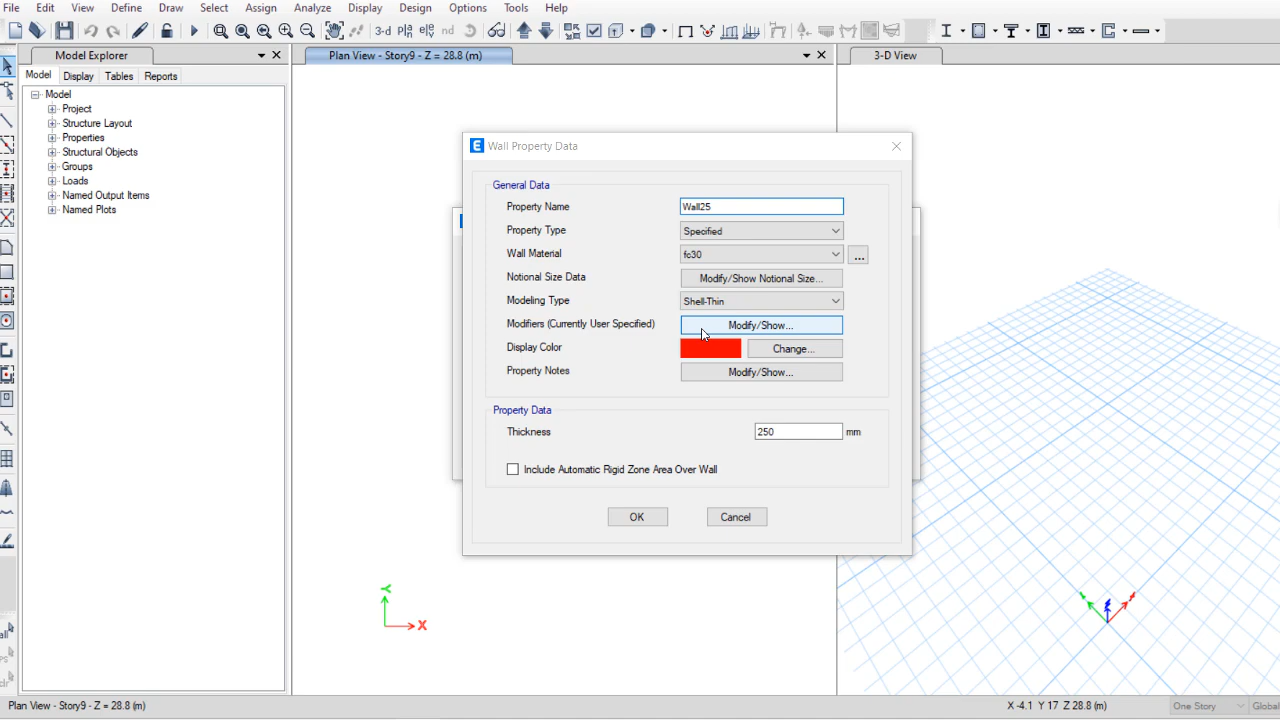 File Edit View Define Draw Select Assign Analyze Display Design Options Tools Help
3-d
Model Explorer
Plan View - Story9 - Z = 28.8 (m)
3-D View
Model Display Tables Reports
Model
Project
Structure Layout
Properties
Structural Objects
Groups
Loads
Named Output Items
Named Plots
Wall Property Data
General Data
Property Name Wall25
Property Type Specified
Wall Material fc30 ...
Notional Size Data Modify/Show Notional Size...
Modeling Type Shell-Thin
Modifiers (Currently User Specified) Modify/Show...
Display Color Change...
Property Notes Modify/Show...
Property Data
Thickness 250 mm
Include Automatic Rigid Zone Area Over Wall
OK Cancel
Y
X
Plan View - Story9 - Z = 28.8 (m) X -4.1 Y 17 Z 28.8 (m) One Story Global